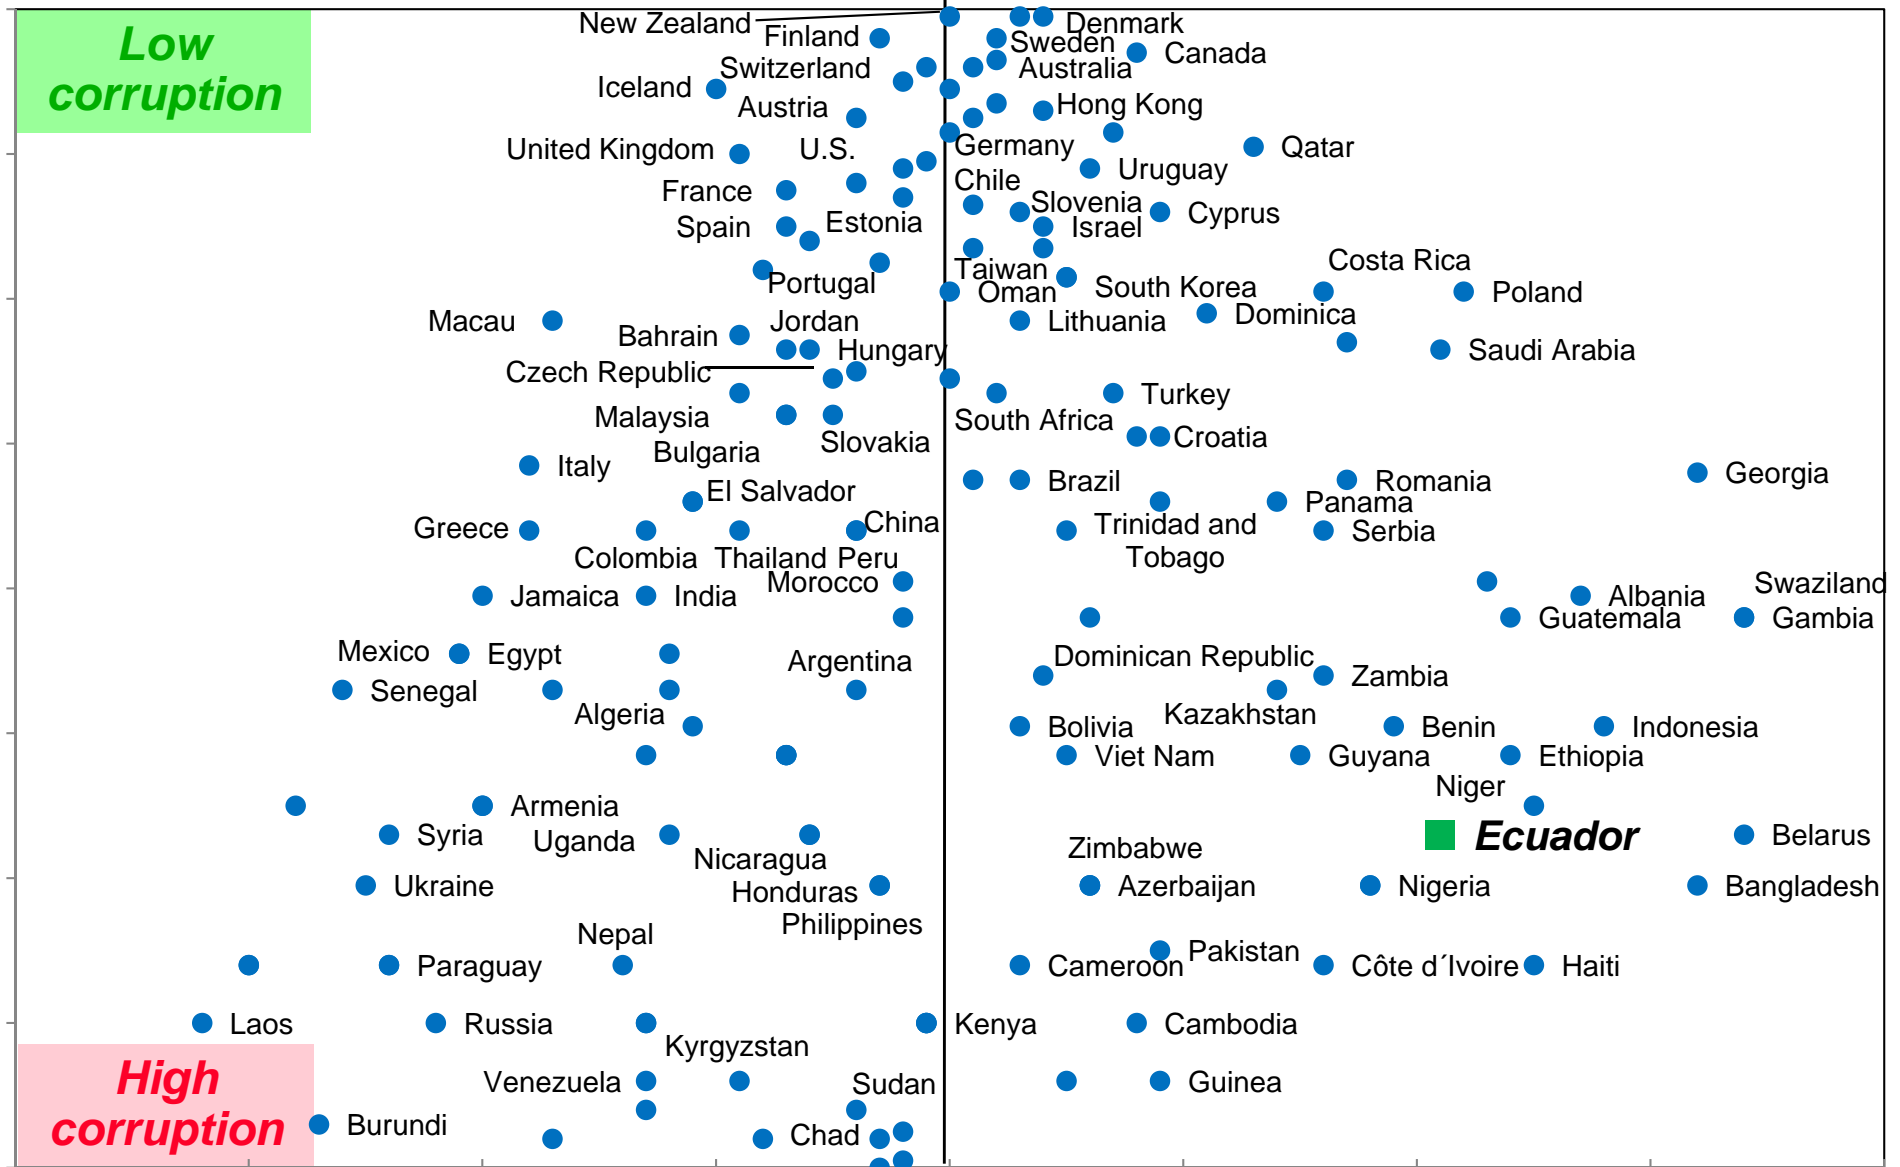 New Zealand
Denmark
Low
corruption
Finland
Sweden
Canada
Switzerland
Australia
Iceland
Austria
Hong Kong
United Kingdom
U.S.
Germany
Qatar
Uruguay
France
Chile
Slovenia
Cyprus
Spain
Estonia
Israel
Portugal
Taiwan
Costa Rica
Oman
South Korea
Poland
Macau
Bahrain
Jordan
Lithuania
Dominica
Hungary
Saudi Arabia
Czech Republic
Malaysia
South Africa
Turkey
Bulgaria
Slovakia
Croatia
Italy
El Salvador
Brazil
Romania
Georgia
Panama
Greece
China
Trinidad and
Tobago
Serbia
Colombia
Thailand
Peru
Morocco
Jamaica
India
Albania
Swaziland
Guatemala
Gambia
Mexico
Egypt
Argentina
Dominican Republic
Senegal
Zambia
Algeria
Kazakhstan
Bolivia
Benin
Indonesia
Viet Nam
Guyana
Ethiopia
Niger
Armenia
Syria
Uganda
Ecuador
Belarus
Nicaragua
Zimbabwe
Ukraine
Honduras
Azerbaijan
Nigeria
Bangladesh
Philippines
Nepal
Paraguay
Cameroon
Pakistan
Côte d´Ivoire
Haiti
Laos
Russia
Kenya
Cambodia
Kyrgyzstan
High
corruption
Venezuela
Sudan
Guinea
Burundi
Chad